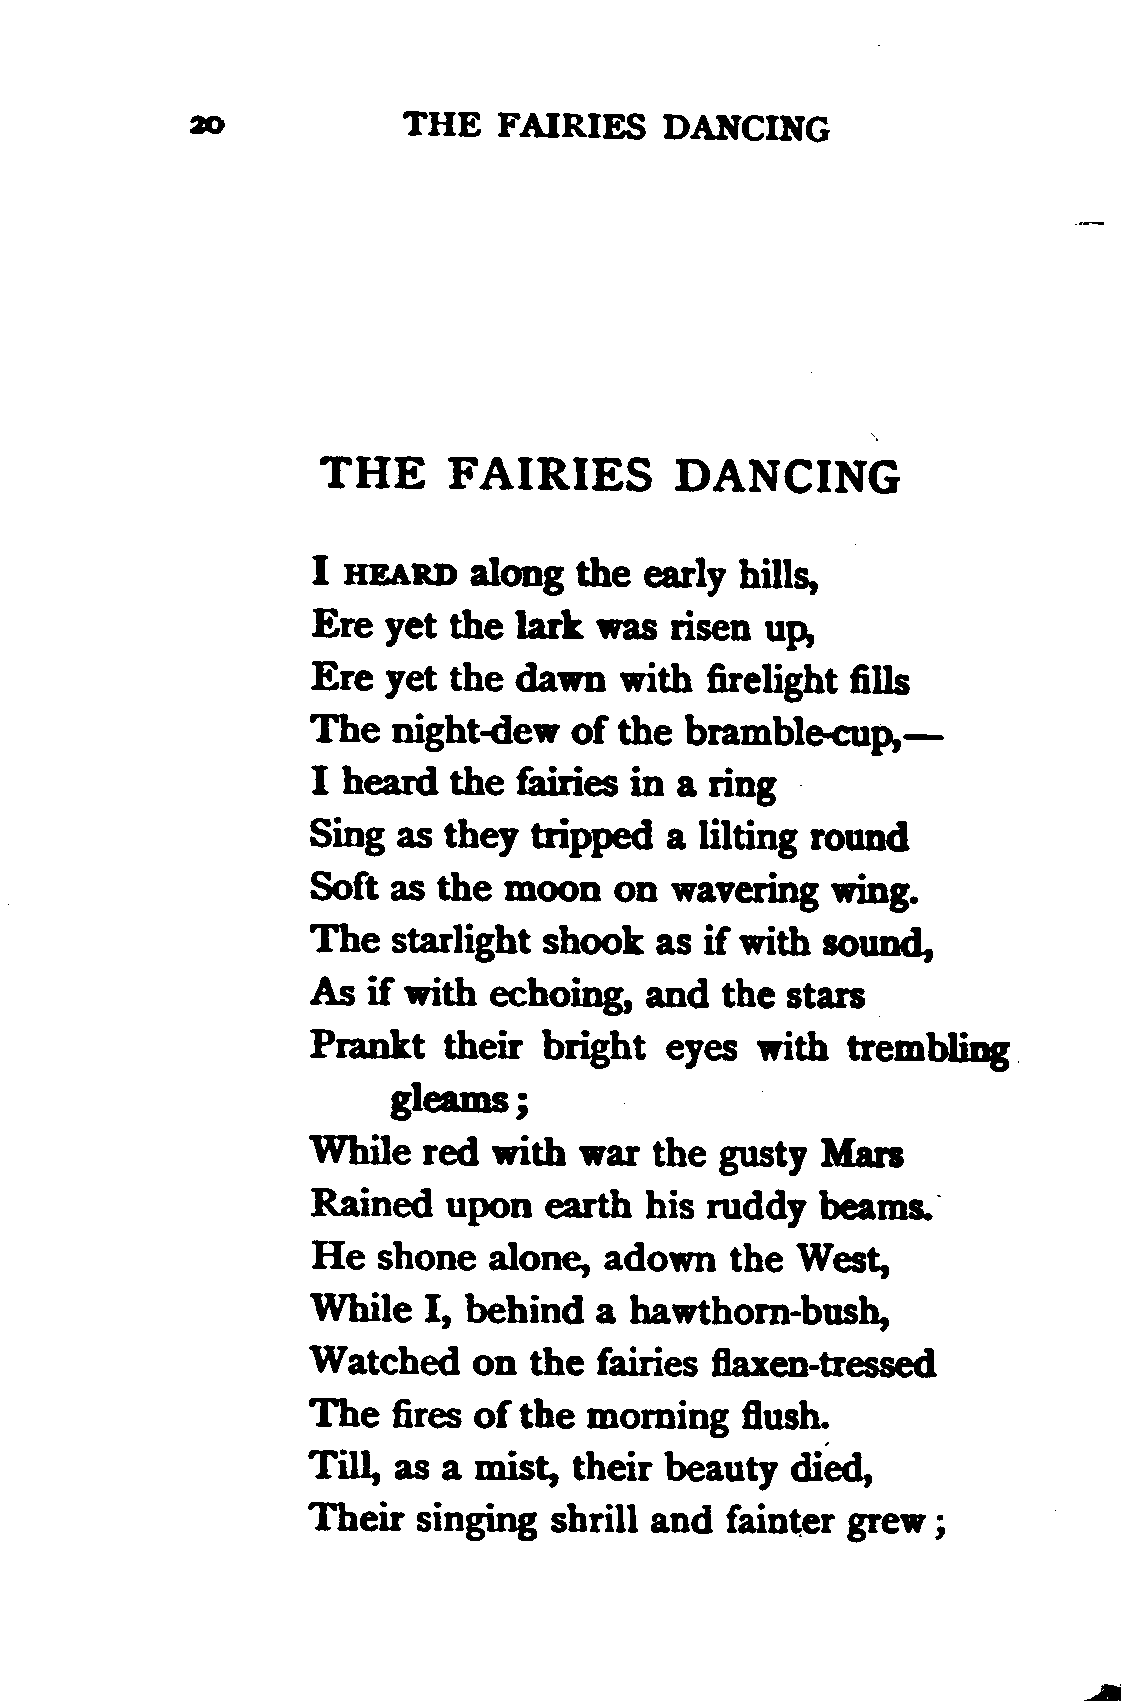 20 THE FAIRIES DANCING
THE FAIRIES DANCING
I HEARD along the early hills,
Ere yet the lark was risen up,
Ere yet the dawn with firelight fills
The night-dew of the bramble-cup,—
I heard the fairies in a ring
Sing as they tripped a lilting round
Soft as the moon on wavering wing.
The starlight shook as if with sound,
As if with echoing, and the stars
Prankt their bright eyes with trembling
gleams;
While red with war the gusty Mars
Rained upon earth his ruddy beams.
He shone alone, adown the West,
While I, behind a hawthorn-bush,
Watched on the fairies flaxen-tressed
The fires of the morning flush.
Till, as a mist, their beauty died,
Their singing shrill and fainter grew;